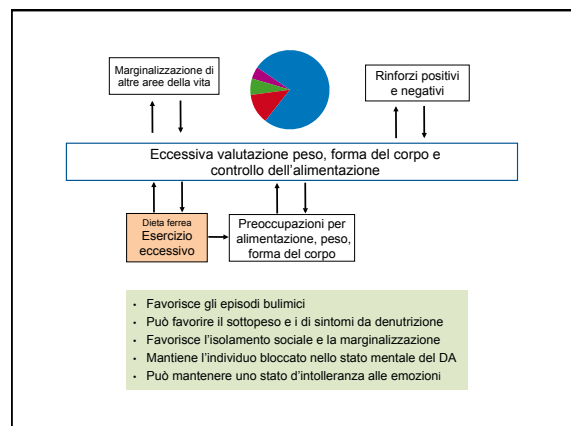 Marginalizzazione di
altre aree della vita
Rinforzi positivi
e negativi
Eccessiva valutazione peso, forma del corpo e
controllo dell'alimentazione
Dieta ferrea
Esercizio
eccessivo
Preoccupazioni per
alimentazione, peso,
forma del corpo
• Favorisce gli episodi bulimici
• Può favorire il sottopeso e i di sintomi da denutrizione
• Favorisce l'isolamento sociale e la marginalizzazione
• Mantiene l'individuo bloccato nello stato mentale del DA
• Può mantenere uno stato d'intolleranza alle emozioni